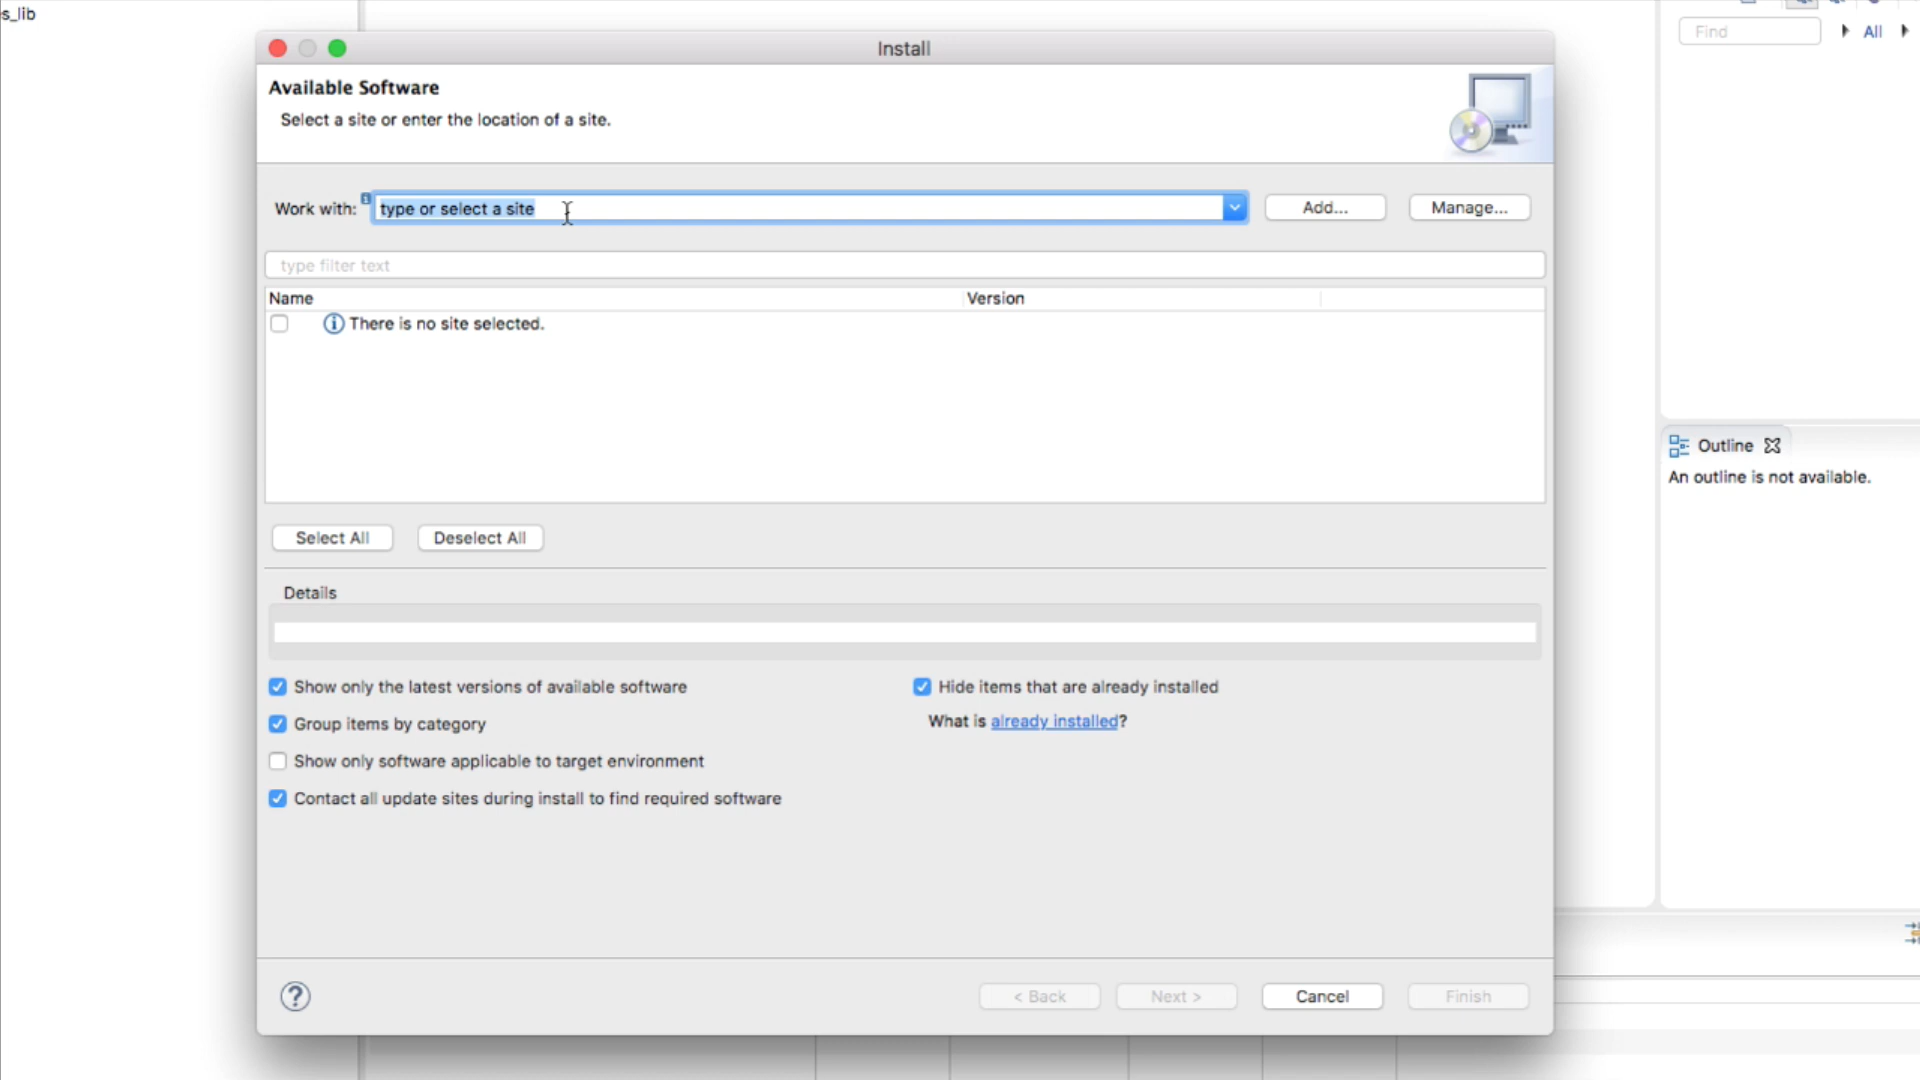 s_lib
Install
Find
All
Available Software
Select a site or enter the location of a site.
Work with: type or select a site
Add...
Manage...
type filter text
Name Version
There is no site selected.
Outline
An outline is not available.
Select All
Deselect All
Details
Show only the latest versions of available software
Hide items that are already installed
Group items by category
What is already installed?
Show only software applicable to target environment
Contact all update sites during install to find required software
?
< Back
Next >
Cancel
Finish